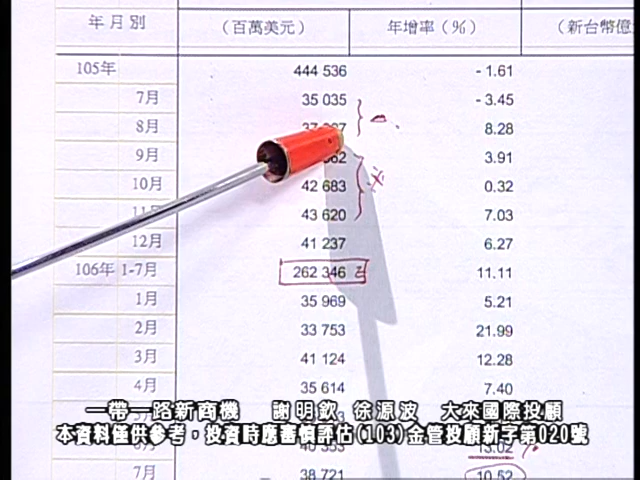 年月別 （百萬美元） 年增率（%） （新台幣億
105年 444 536 - 1.61
7月 35 035 - 3.45
8月 8.28
9月 3.91
10月 42 683 0.32
11月 43 620 7.03
12月 41 237 6.27
106年 1-7月 262 346 11.11
1月 35 969 5.21
2月 33 753 21.99
3月 41 124 12.28
4月 35 614 7.40
一帶一路新商機 謝明欽 徐源波 大來國際投顧
本資料僅供參考，投資時應審慎評估(103)金管投顧新字第020號
13.02 %
7月 38 721 10.52